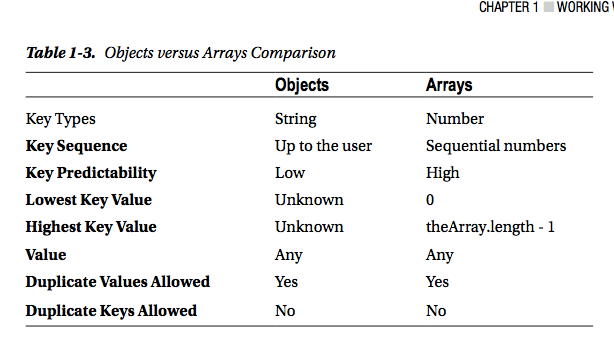 CHAPTER 1 ■ WORKING
Table 1-3. Objects versus Arrays Comparison
Objects Arrays
Key Types String Number
Key Sequence Up to the user Sequential numbers
Key Predictability Low High
Lowest Key Value Unknown 0
Highest Key Value Unknown theArray.length - 1
Value Any Any
Duplicate Values Allowed Yes Yes
Duplicate Keys Allowed No No